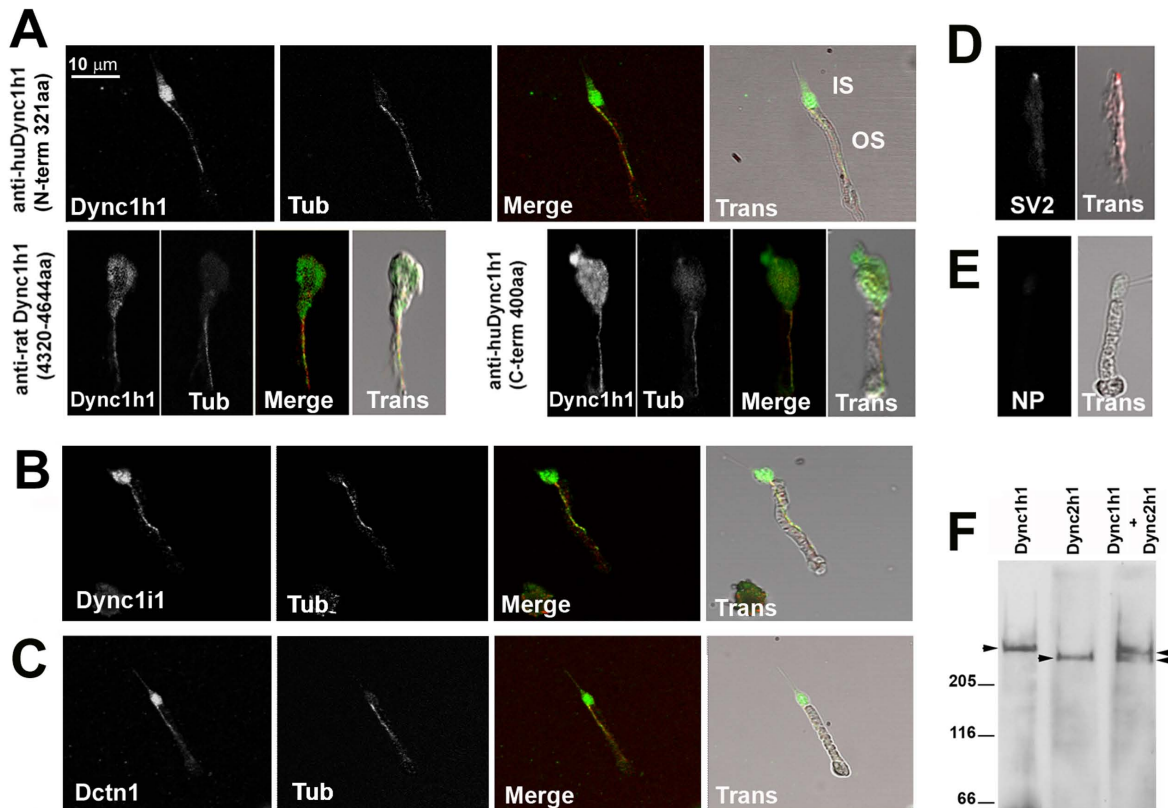 A
anti-huDync1h1
(N-term 321aa)
10 μm
Dync1h1
Tub
Merge
IS
OS
Trans
anti-rat Dync1h1
(4320-4644aa)
Dync1h1
Tub
Merge
Trans
anti-huDync1h1
(C-term 400aa)
Dync1h1
Tub
Merge
Trans
B
Dync1i1
Tub
Merge
Trans
C
Dctn1
Tub
Merge
Trans
D
SV2
Trans
E
NP
Trans
F
Dync1h1
Dync2h1
Dync1h1
+
Dync2h1
205
116
66